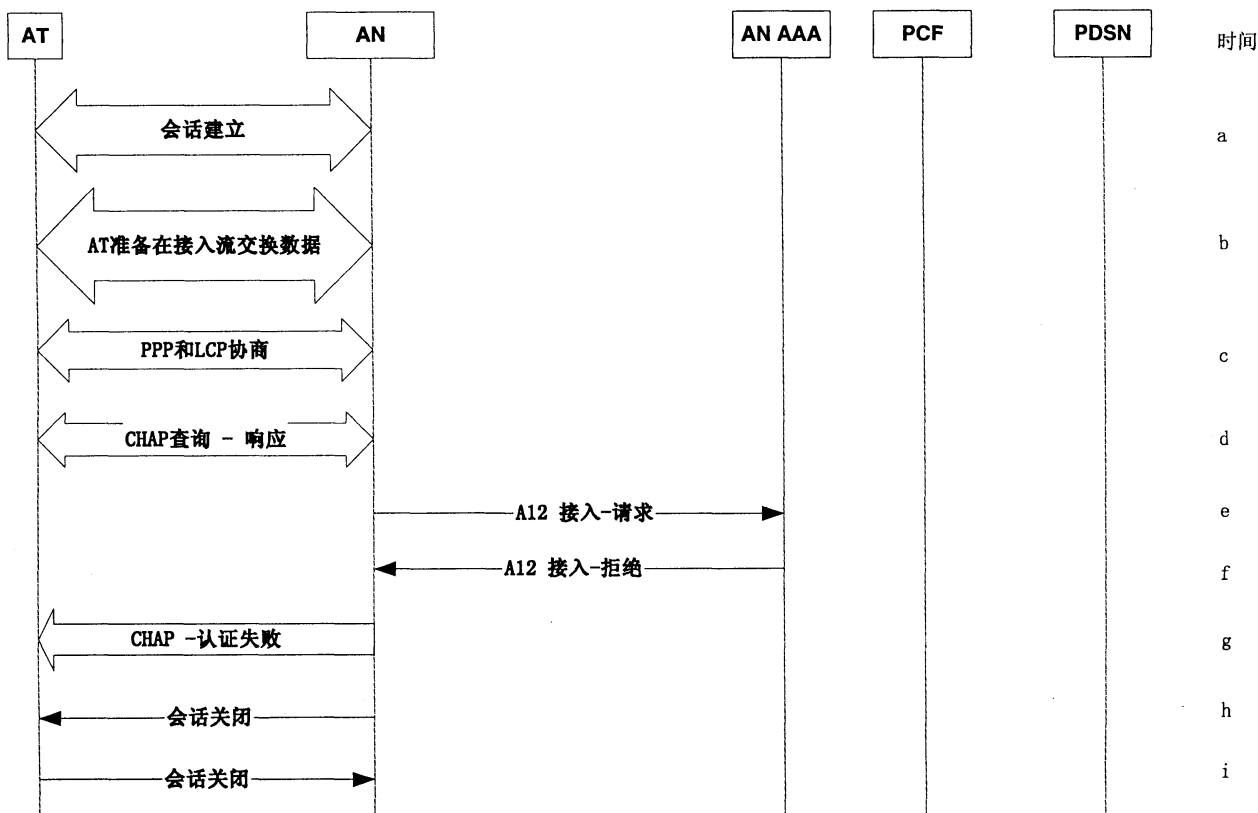 AT AN AN AAA PCF PDSN 时间
会话建立 a
AT准备在接入流交换数据 b
PPP和LCP协商 c
CHAP查询 - 响应 d
A12 接入-请求 e
A12 接入-拒绝 f
CHAP -认证失败 g
会话关闭 h
会话关闭 i